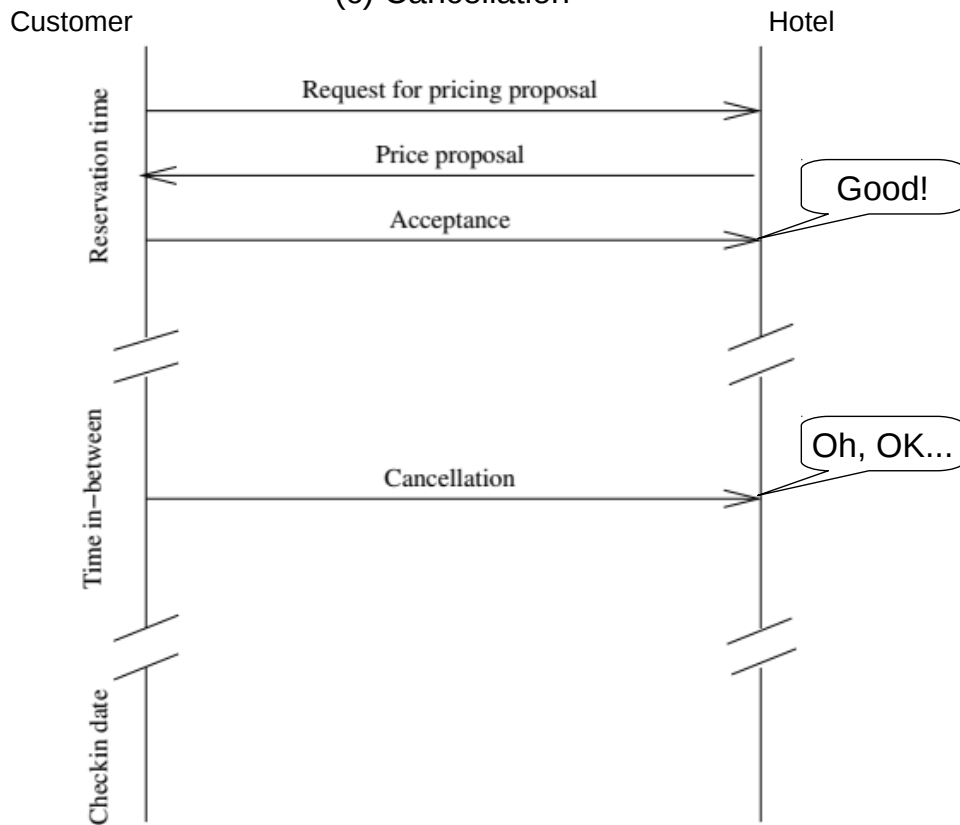 (c) Cancellation
Customer
Hotel
Request for pricing proposal
Reservation time
Price proposal
Good!
Acceptance
Time in−between
Oh, OK...
Cancellation
Checkin date